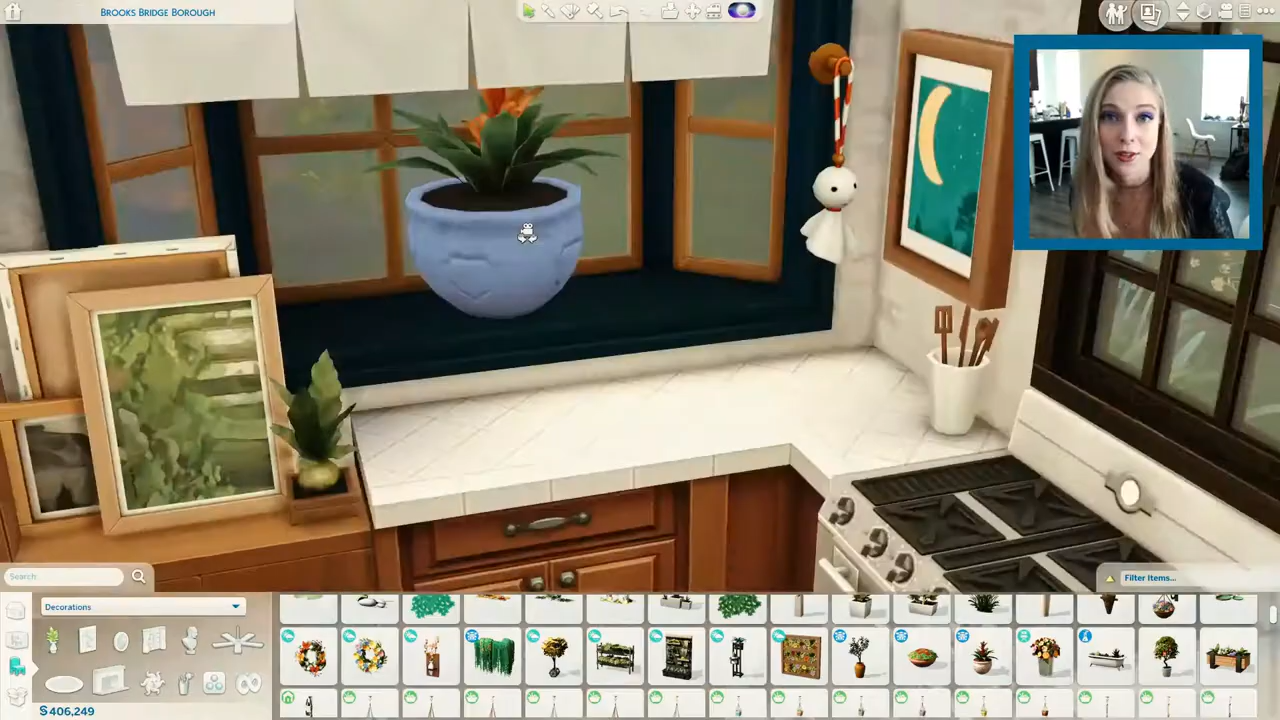 BROOKS BRIDGE BOROUGH
Search:
Filter Items...
Decorations
§406,249